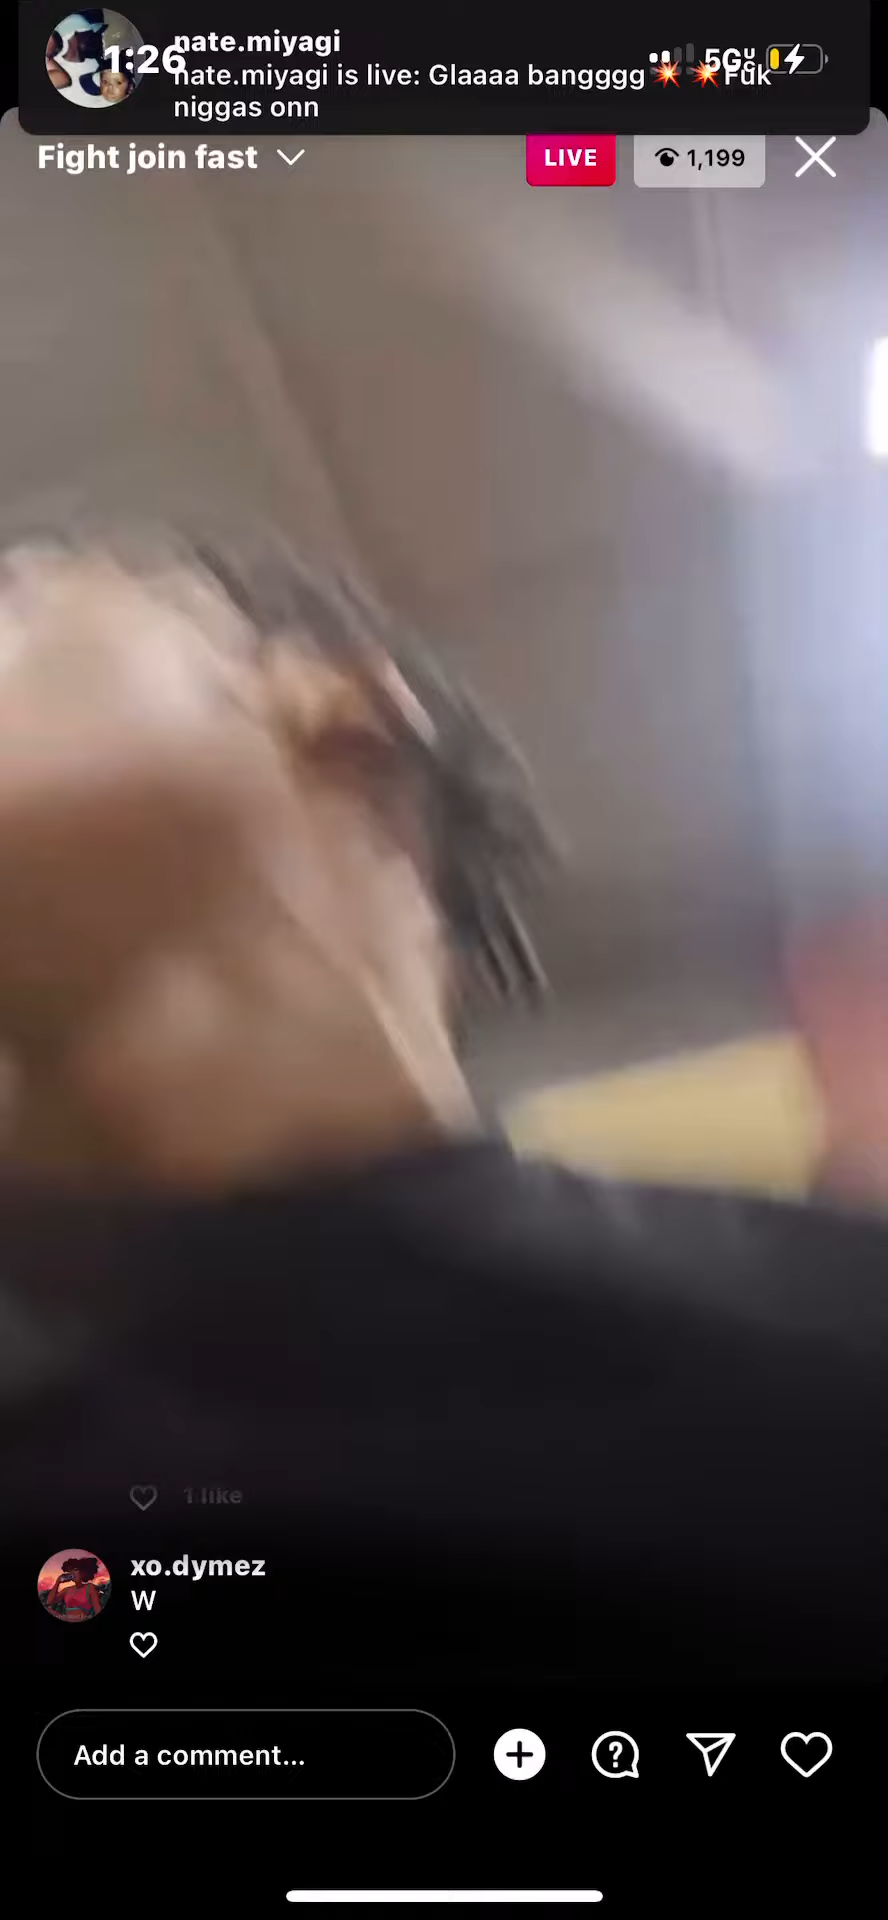 nate.miyagi
1:26
5Gᵁ
nate.miyagi is live: Glaaaa bangggg💥 💥Fuk
niggas onn
Fight join fast
LIVE
1,199
1 like
xo.dymez
W
Add a comment...